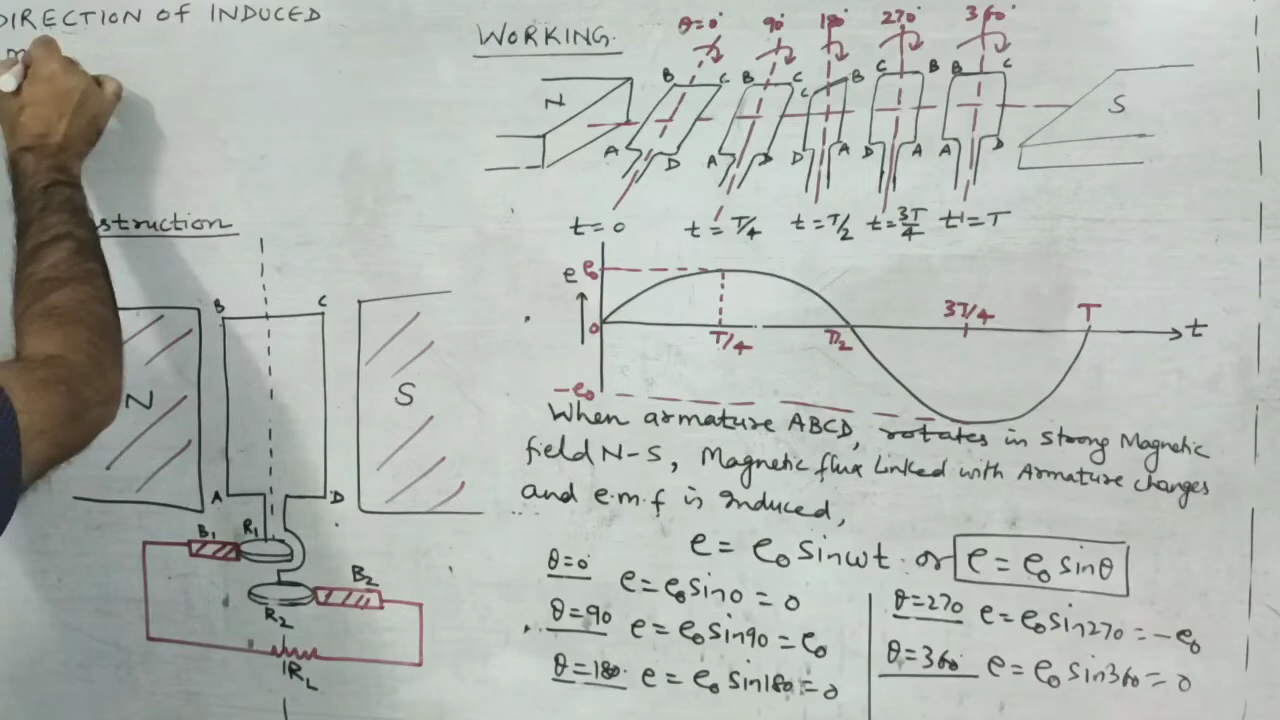 DIRECTION OF INDUCED
m
struction
B C
N S
A D
B₁ R₁
B₂
R₂
R_L
WORKING.
θ=0° 90° 180° 270° 360°
B C B C C B C B B C
N S
A D A D D A D A A D
t=0 t=T/4 t=T/2 t=3T/4 t=T
e e₀
0 T/4 T/2 3T/4 T t
-e₀
When armature ABCD, rotates in strong Magnetic
field N-S, Magnetic flux linked with Armature changes
and e.m.f is induced,
e = e₀ sinωt. or e = e₀ sinθ
θ=0° e = e₀ sin0 = 0
θ=90 e = e₀ sin90 = e₀
θ=180. e = e₀ sin180 = 0
θ=270 e = e₀ sin270 = -e₀
θ=360 e = e₀ sin360 = 0